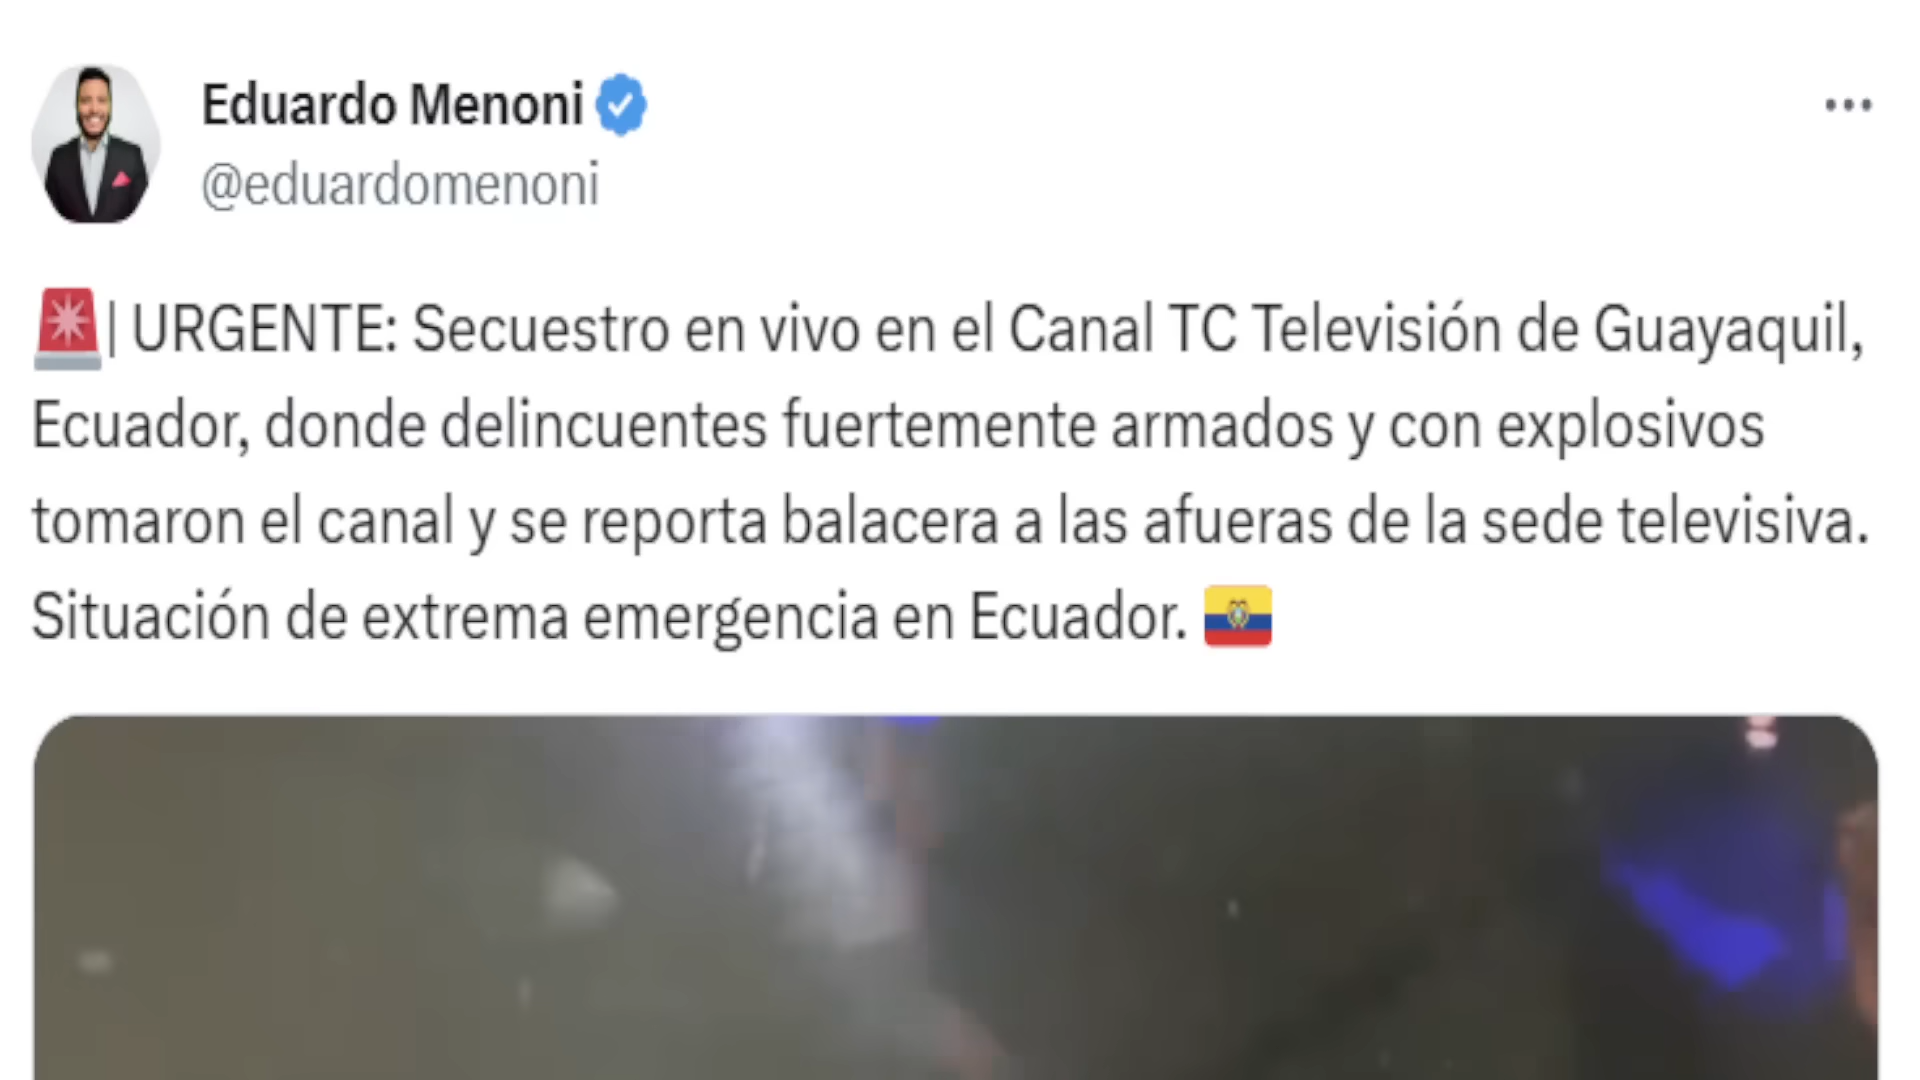 Eduardo Menoni
@eduardomenoni
🚨| URGENTE: Secuestro en vivo en el Canal TC Televisión de Guayaquil,
Ecuador, donde delincuentes fuertemente armados y con explosivos
tomaron el canal y se reporta balacera a las afueras de la sede televisiva.
Situación de extrema emergencia en Ecuador. 🇪🇨